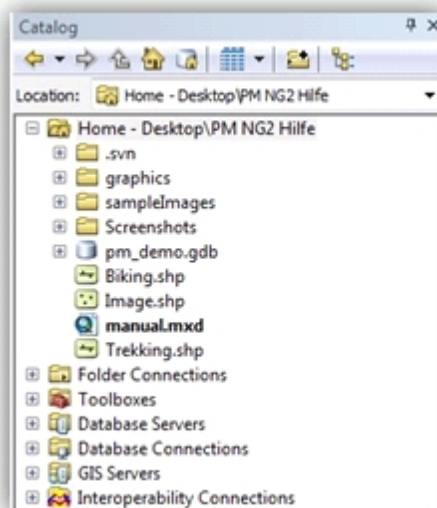 Catalog
Location: Home - Desktop\PM NG2 Hilfe
Home - Desktop\PM NG2 Hilfe
.svn
graphics
sampleImages
Screenshots
pm_demo.gdb
Biking.shp
Image.shp
manual.mxd
Trekking.shp
Folder Connections
Toolboxes
Database Servers
Database Connections
GIS Servers
Interoperability Connections